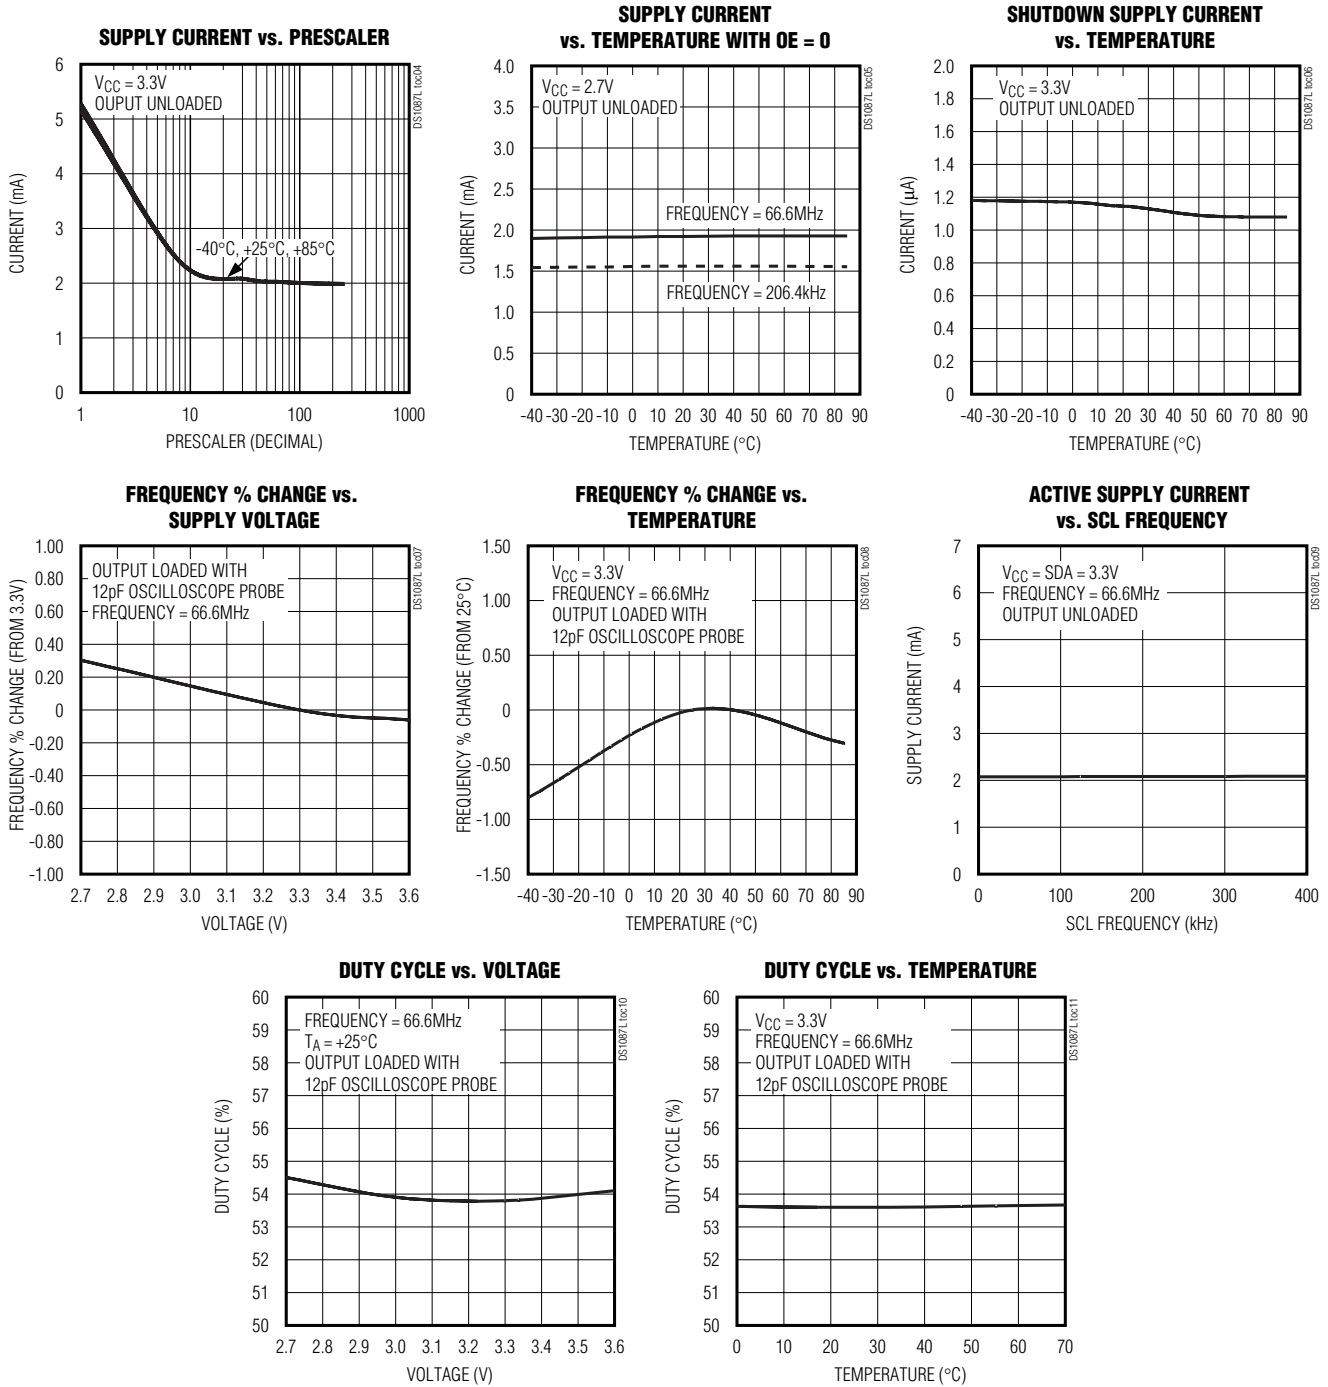 SUPPLY CURRENT vs. PRESCALER
VCC = 3.3V
OUPUT UNLOADED
DS1087L toc04
6
5
4
3
2
1
0
CURRENT (mA)
-40°C, +25°C, +85°C
1 10 100 1000
PRESCALER (DECIMAL)
SUPPLY CURRENT
vs. TEMPERATURE WITH OE = 0
VCC = 2.7V
OUTPUT UNLOADED
DS1087L toc05
4.0
3.5
3.0
2.5
2.0
1.5
1.0
0.5
0
CURRENT (mA)
FREQUENCY = 66.6MHz
FREQUENCY = 206.4kHz
-40 -30 -20 -10 0 10 20 30 40 50 60 70 80 90
TEMPERATURE (°C)
SHUTDOWN SUPPLY CURRENT
vs. TEMPERATURE
VCC = 3.3V
OUTPUT UNLOADED
DS1087L toc06
2.0
1.8
1.6
1.4
1.2
1.0
0.8
0.6
0.4
0.2
0
CURRENT (µA)
-40 -30 -20 -10 0 10 20 30 40 50 60 70 80 90
TEMPERATURE (°C)
FREQUENCY % CHANGE vs.
SUPPLY VOLTAGE
OUTPUT LOADED WITH
12pF OSCILLOSCOPE PROBE
FREQUENCY = 66.6MHz
DS1087L toc07
1.00
0.80
0.60
0.40
0.20
0
-0.20
-0.40
-0.60
-0.80
-1.00
FREQUENCY % CHANGE (FROM 3.3V)
2.7 2.8 2.9 3.0 3.1 3.2 3.3 3.4 3.5 3.6
VOLTAGE (V)
FREQUENCY % CHANGE vs.
TEMPERATURE
VCC = 3.3V
FREQUENCY = 66.6MHz
OUTPUT LOADED WITH
12pF OSCILLOSCOPE PROBE
DS1087L toc08
1.50
1.00
0.50
0
-0.50
-1.00
-1.50
FREQUENCY % CHANGE (FROM 25°C)
-40 -30 -20 -10 0 10 20 30 40 50 60 70 80 90
TEMPERATURE (°C)
ACTIVE SUPPLY CURRENT
vs. SCL FREQUENCY
VCC = SDA = 3.3V
FREQUENCY = 66.6MHz
OUTPUT UNLOADED
DS1087L toc09
7
6
5
4
3
2
1
0
SUPPLY CURRENT (mA)
0 100 200 300 400
SCL FREQUENCY (kHz)
DUTY CYCLE vs. VOLTAGE
FREQUENCY = 66.6MHz
TA = +25°C
OUTPUT LOADED WITH
12pF OSCILLOSCOPE PROBE
DS1087L toc10
60
59
58
57
56
55
54
53
52
51
50
DUTY CYCLE (%)
2.7 2.8 2.9 3.0 3.1 3.2 3.3 3.4 3.5 3.6
VOLTAGE (V)
DUTY CYCLE vs. TEMPERATURE
VCC = 3.3V
FREQUENCY = 66.6MHz
OUTPUT LOADED WITH
12pF OSCILLOSCOPE PROBE
DS1087L toc11
60
59
58
57
56
55
54
53
52
51
50
DUTY CYCLE (%)
0 10 20 30 40 50 60 70
TEMPERATURE (°C)